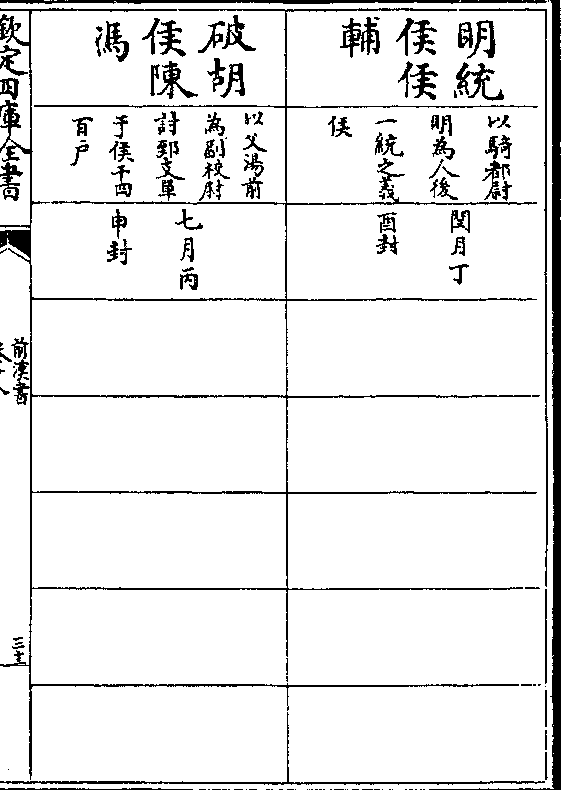 明統
侯侯
輔
以騎都尉
明為人後
一統之義
侯
閏月丁
酉封
破胡
侯陳
馮
以父湯前
為副校尉
討郅支單
于侯千四
百戶
七月丙
申封
欽定四庫全書
前漢書
卷十八